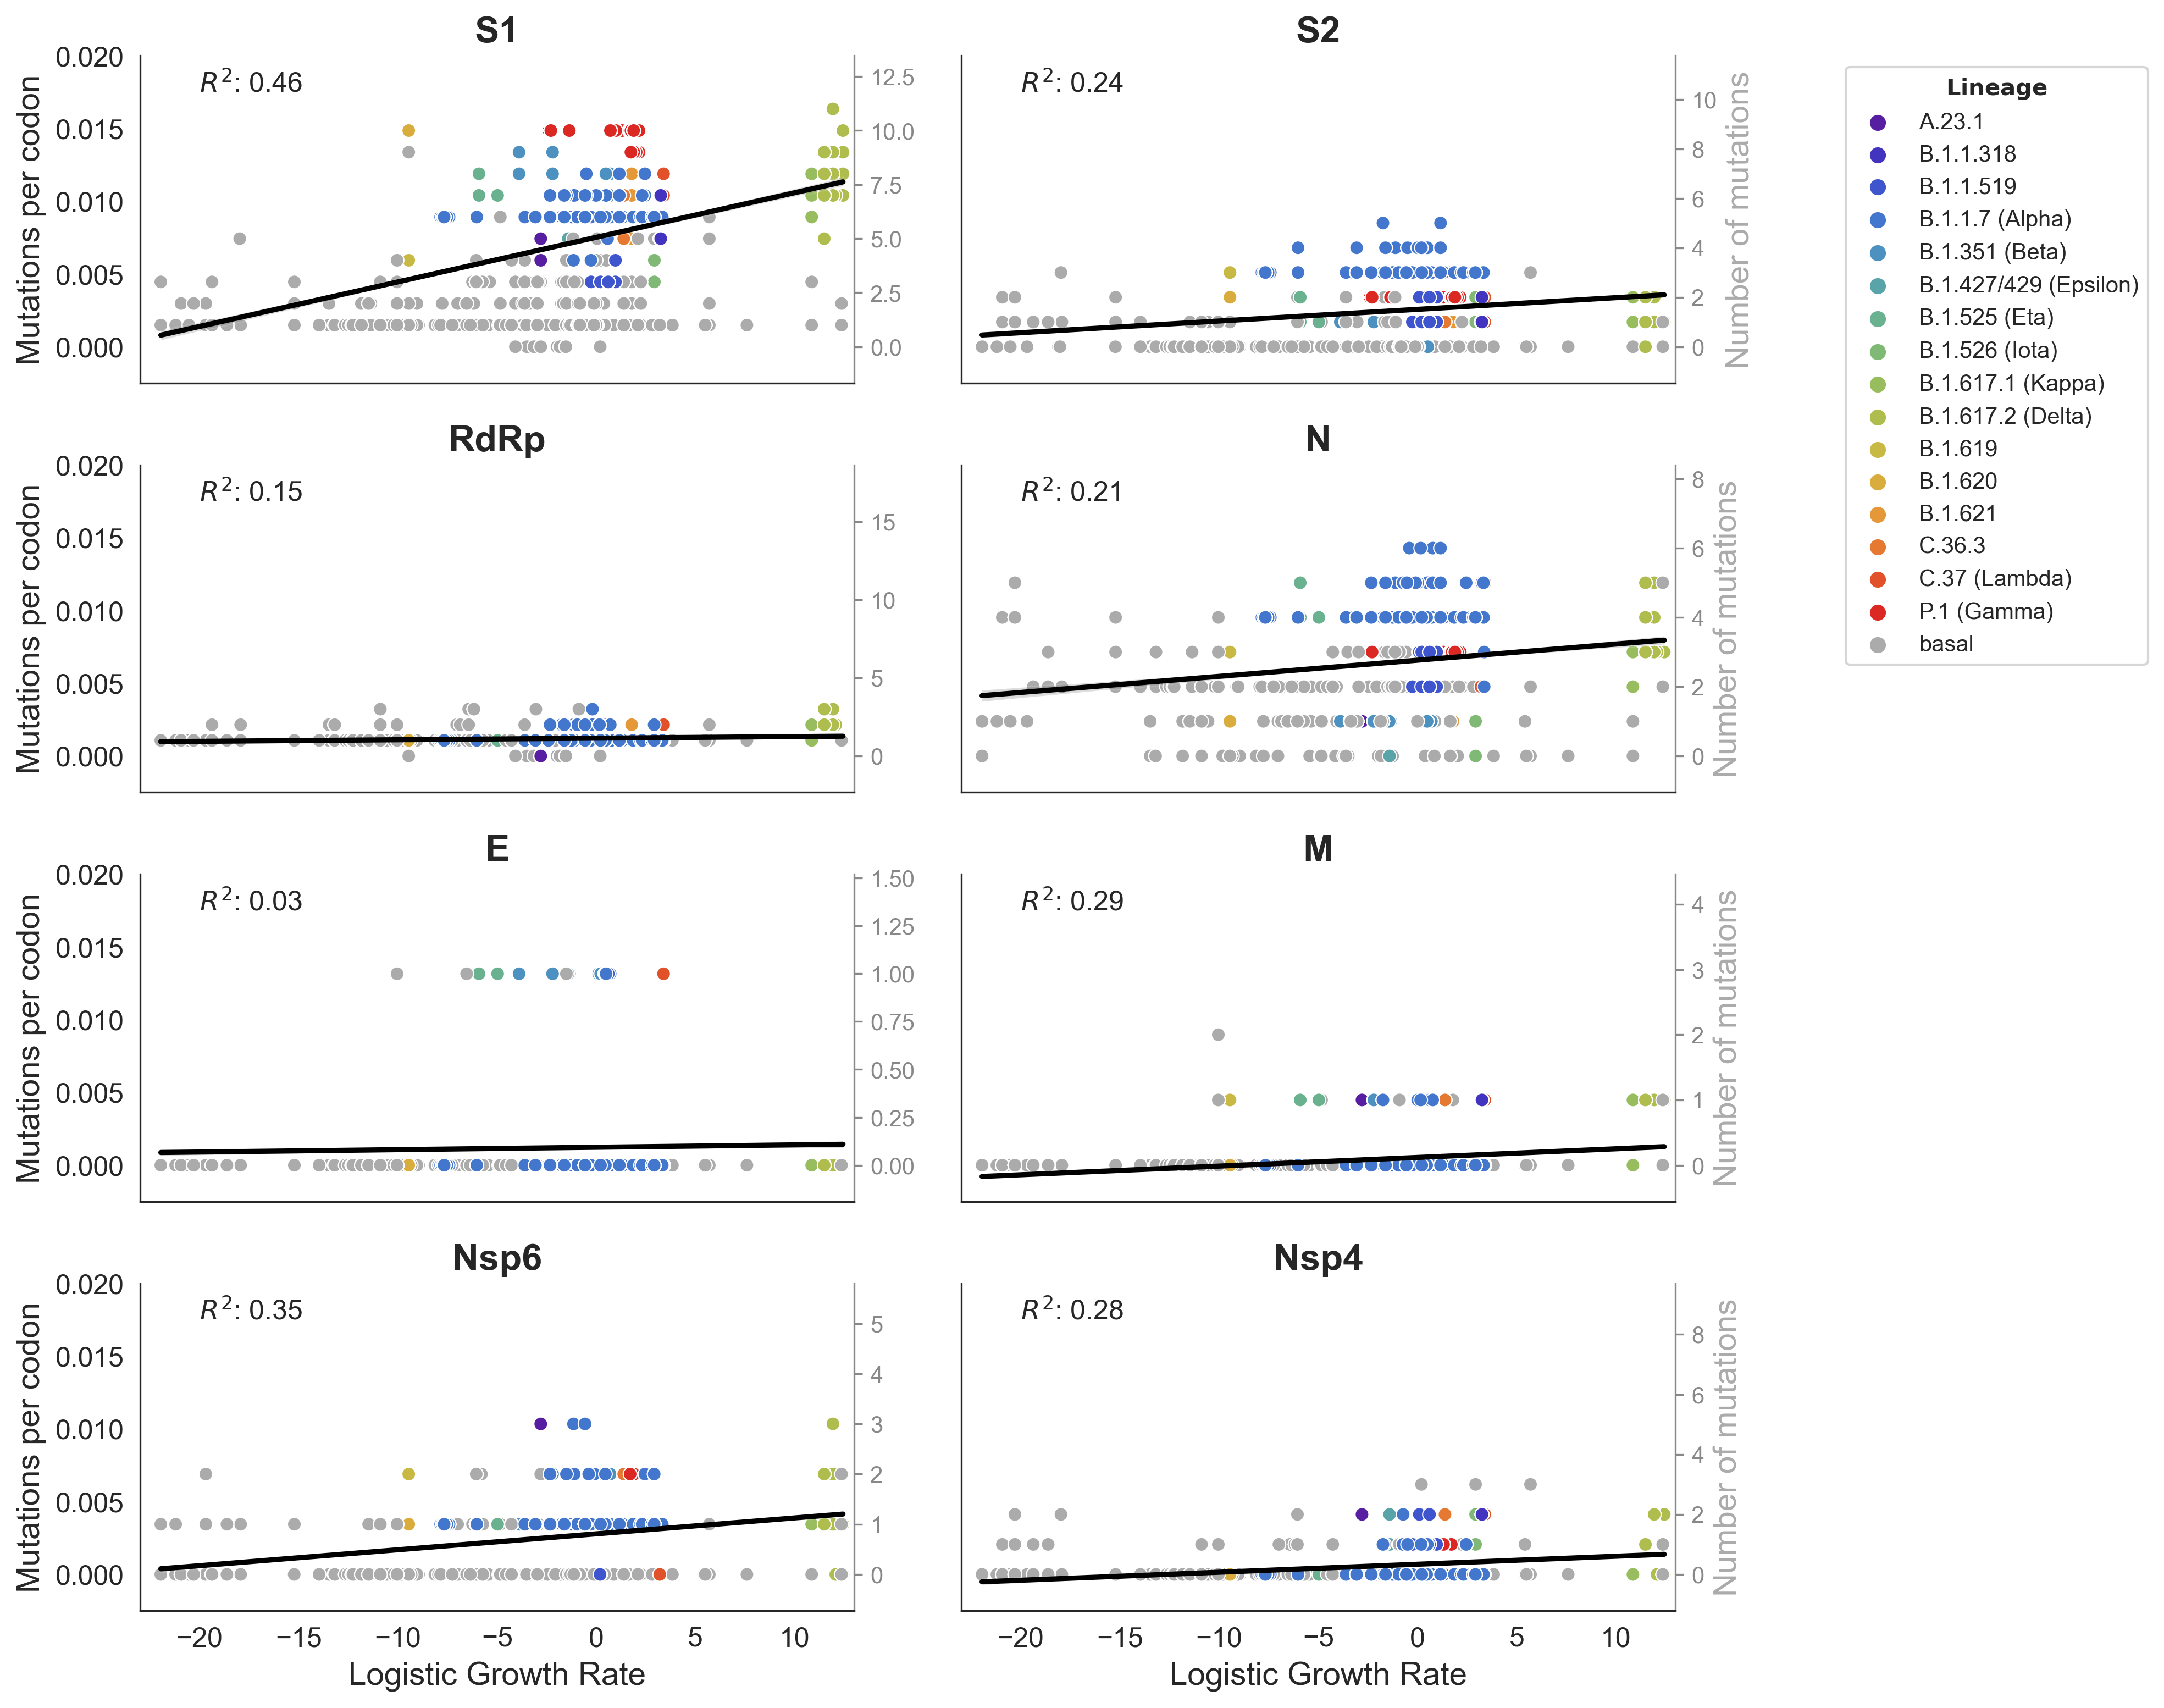 S1
S2
0.020
0.015
0.010
0.005
0.000
Mutations per codon
R²: 0.46
12.5
10.0
7.5
5.0
2.5
0.0
R²: 0.24
10
8
6
4
2
0
Number of mutations
Lineage
A.23.1
B.1.1.318
B.1.1.519
B.1.1.7 (Alpha)
B.1.351 (Beta)
B.1.427/429 (Epsilon)
B.1.525 (Eta)
B.1.526 (Iota)
B.1.617.1 (Kappa)
B.1.617.2 (Delta)
B.1.619
B.1.620
B.1.621
C.36.3
C.37 (Lambda)
P.1 (Gamma)
basal
RdRp
N
0.020
0.015
0.010
0.005
0.000
Mutations per codon
R²: 0.15
15
10
5
0
R²: 0.21
8
6
4
2
0
Number of mutations
E
M
0.020
0.015
0.010
0.005
0.000
Mutations per codon
R²: 0.03
1.50
1.25
1.00
0.75
0.50
0.25
0.00
R²: 0.29
4
3
2
1
0
Number of mutations
Nsp6
Nsp4
0.020
0.015
0.010
0.005
0.000
Mutations per codon
R²: 0.35
5
4
3
2
1
0
R²: 0.28
8
6
4
2
0
Number of mutations
−20 −15 −10 −5 0 5 10
Logistic Growth Rate
−20 −15 −10 −5 0 5 10
Logistic Growth Rate